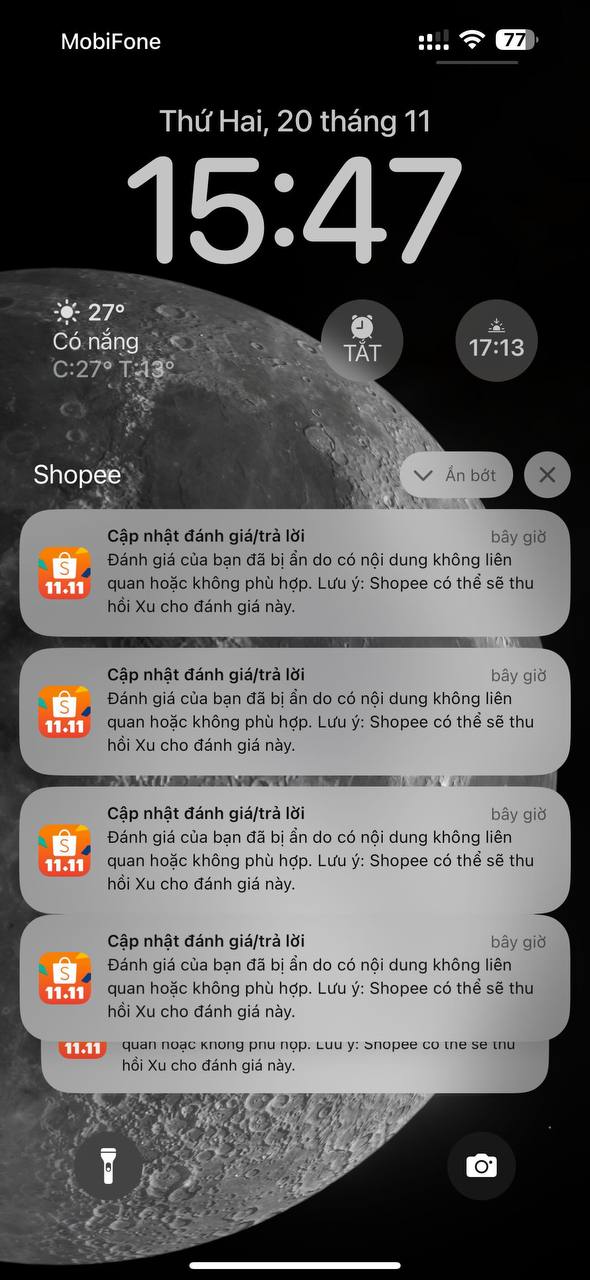 MobiFone
77
Thứ Hai, 20 tháng 11
15:47
27°
Có nắng
C:27° T:13°
TẮT
17:13
Shopee
Ẩn bớt
Cập nhật đánh giá/trả lời
bây giờ
Đánh giá của bạn đã bị ẩn do có nội dung không liên
quan hoặc không phù hợp. Lưu ý: Shopee có thể sẽ thu
hồi Xu cho đánh giá này.
11.11
Cập nhật đánh giá/trả lời
bây giờ
Đánh giá của bạn đã bị ẩn do có nội dung không liên
quan hoặc không phù hợp. Lưu ý: Shopee có thể sẽ thu
hồi Xu cho đánh giá này.
11.11
Cập nhật đánh giá/trả lời
bây giờ
Đánh giá của bạn đã bị ẩn do có nội dung không liên
quan hoặc không phù hợp. Lưu ý: Shopee có thể sẽ thu
hồi Xu cho đánh giá này.
11.11
Cập nhật đánh giá/trả lời
bây giờ
Đánh giá của bạn đã bị ẩn do có nội dung không liên
quan hoặc không phù hợp. Lưu ý: Shopee có thể sẽ thu
hồi Xu cho đánh giá này.
11.11
11.11
quan hoặc không phù hợp. Lưu ý: Shopee có thể sẽ thu
hồi Xu cho đánh giá này.